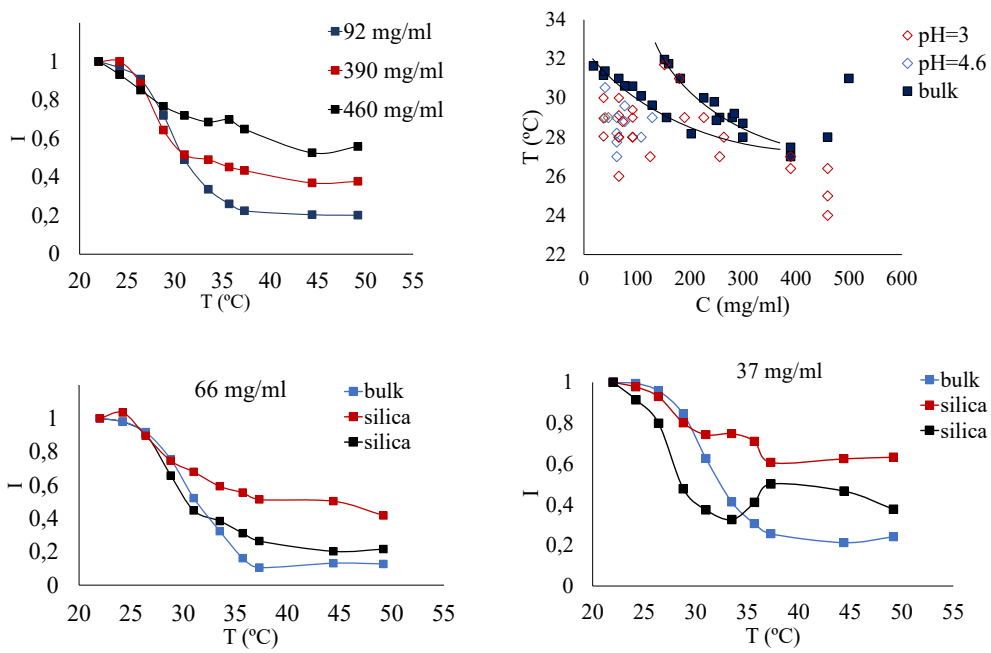 1
0,8
0,6
0,4
0,2
0
I
20 25 30 35 40 45 50 55
T (ºC)
92 mg/ml
390 mg/ml
460 mg/ml
34
32
30
28
26
24
22
T (ºC)
0 100 200 300 400 500 600
C (mg/ml)
pH=3
pH=4.6
bulk
66 mg/ml
1
0,8
0,6
0,4
0,2
0
I
20 25 30 35 40 45 50 55
T (ºC)
bulk
silica
silica
37 mg/ml
1
0,8
0,6
0,4
0,2
0
I
20 25 30 35 40 45 50 55
T (ºC)
bulk
silica
silica